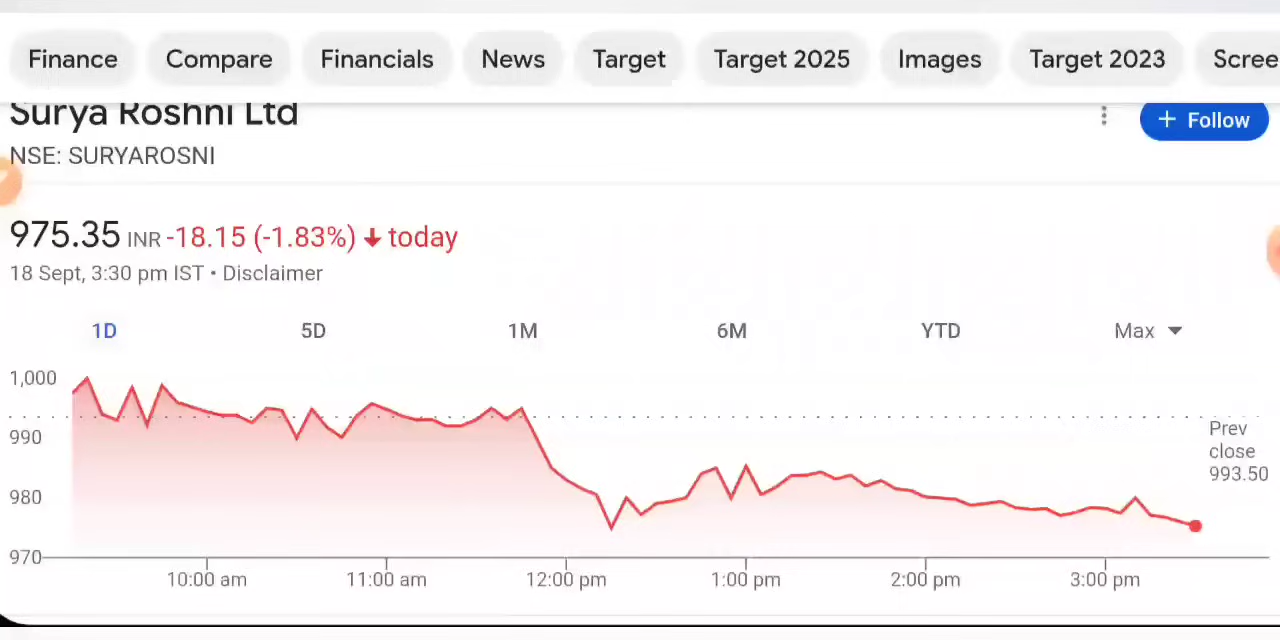 Finance Compare Financials News Target Target 2025 Images Target 2023 Scree
Surya Roshni Ltd
+ Follow
NSE: SURYAROSNI
975.35 INR -18.15 (-1.83%) ↓ today
18 Sept, 3:30 pm IST • Disclaimer
1D 5D 1M 6M YTD Max
1,000
990
980
970
Prev
close
993.50
10:00 am 11:00 am 12:00 pm 1:00 pm 2:00 pm 3:00 pm